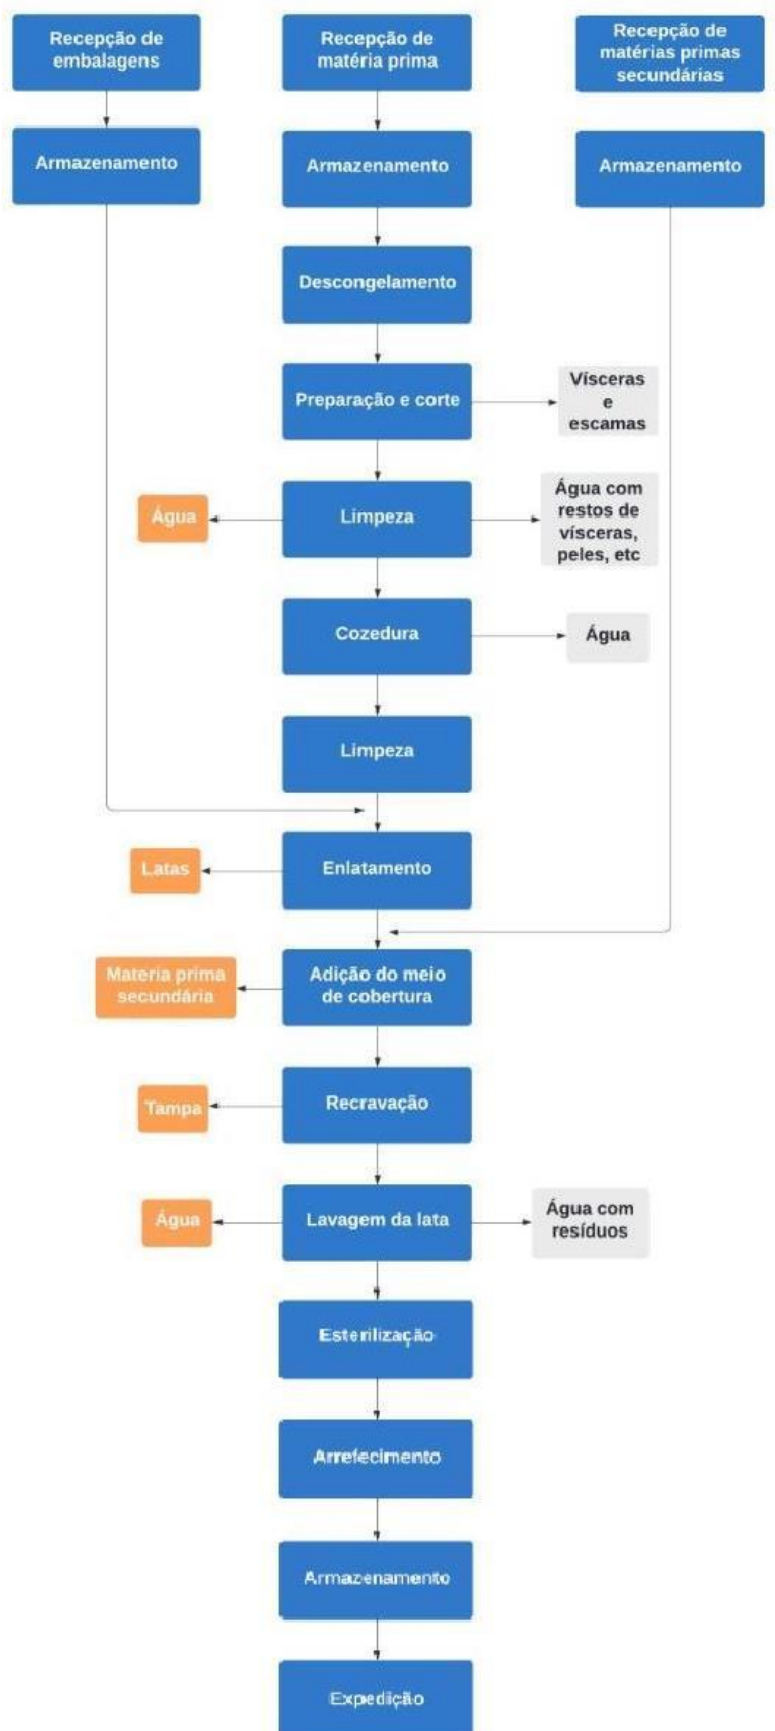 Recepção de
embalagens
Recepção de
matéria prima
Recepção de
matérias primas
secundárias
Armazenamento
Armazenamento
Armazenamento
Descongelamento
Preparação e corte
Vísceras
e
escamas
Água
Limpeza
Água com
restos de
vísceras,
peles, etc
Cozedura
Água
Limpeza
Latas
Enlatamento
Materia prima
secundária
Adição do meio
de cobertura
Tampa
Recravação
Água
Lavagem da lata
Água com
resíduos
Esterilização
Arrefecimento
Armazenamento
Expedição